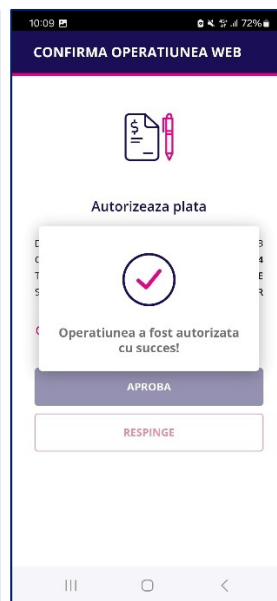 10:09
72%
CONFIRMA OPERATIUNEA WEB
$
Autorizeaza plata
Operatiunea a fost autorizata
cu succes!
APROBA
RESPINGE